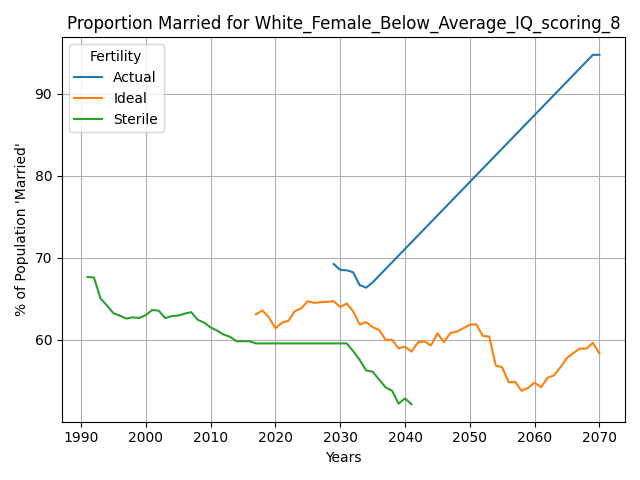 Proportion Married for White_Female_Below_Average_IQ_scoring_8
Fertility
Actual
Ideal
Sterile
% of Population 'Married'
90
80
70
60
1990 2000 2010 2020 2030 2040 2050 2060 2070
Years